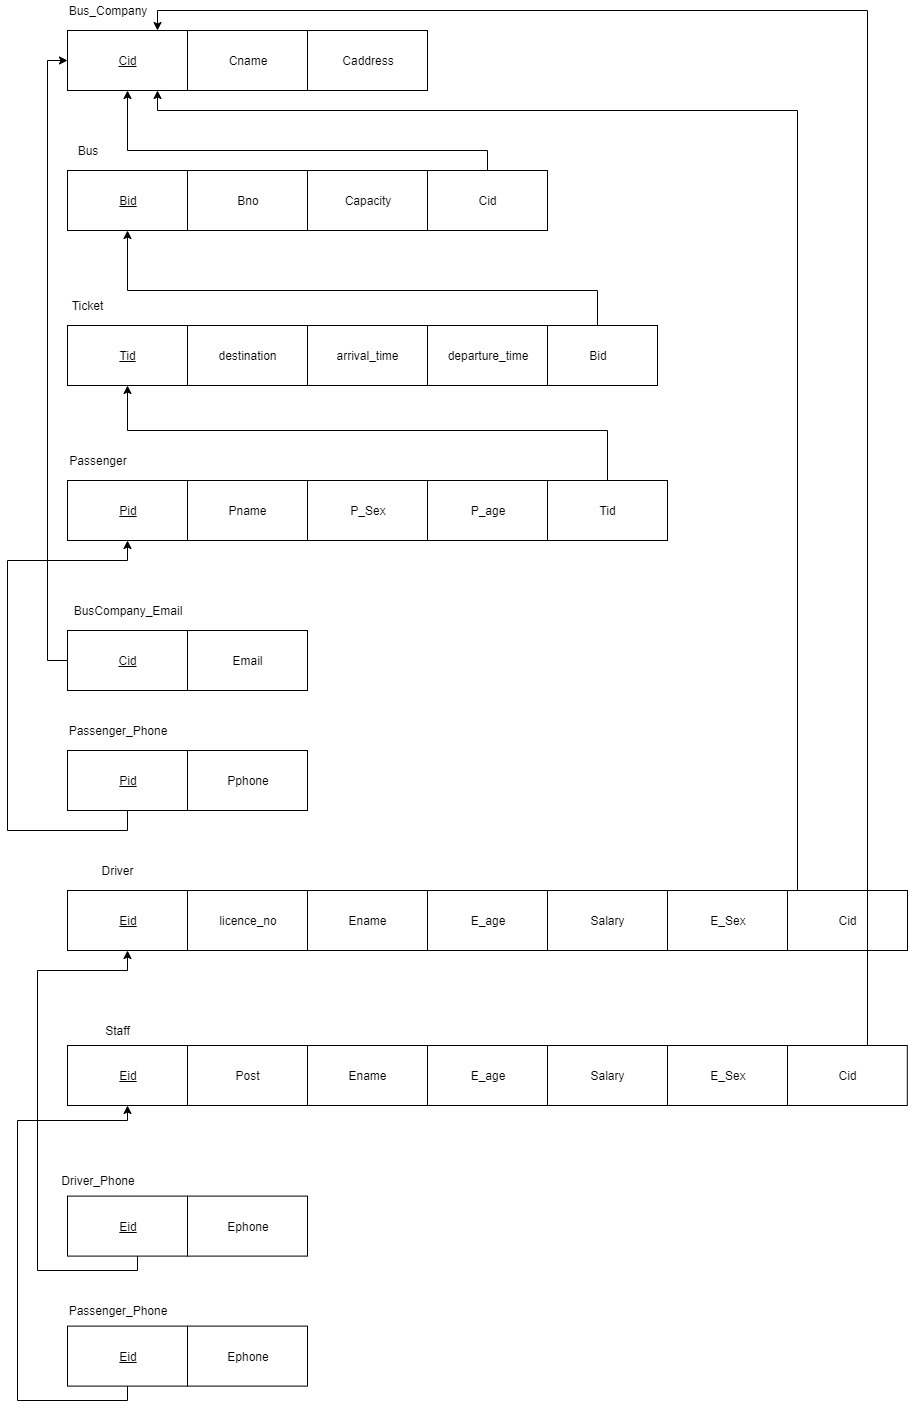 Bus_Company
Cid Cname Caddress
Bus
Bid Bno Capacity Cid
Ticket
Tid destination arrival_time departure_time Bid
Passenger
Pid Pname P_Sex P_age Tid
BusCompany_Email
Cid Email
Passenger_Phone
Pid Pphone
Driver
Eid licence_no Ename E_age Salary E_Sex Cid
Staff
Eid Post Ename E_age Salary E_Sex Cid
Driver_Phone
Eid Ephone
Passenger_Phone
Eid Ephone